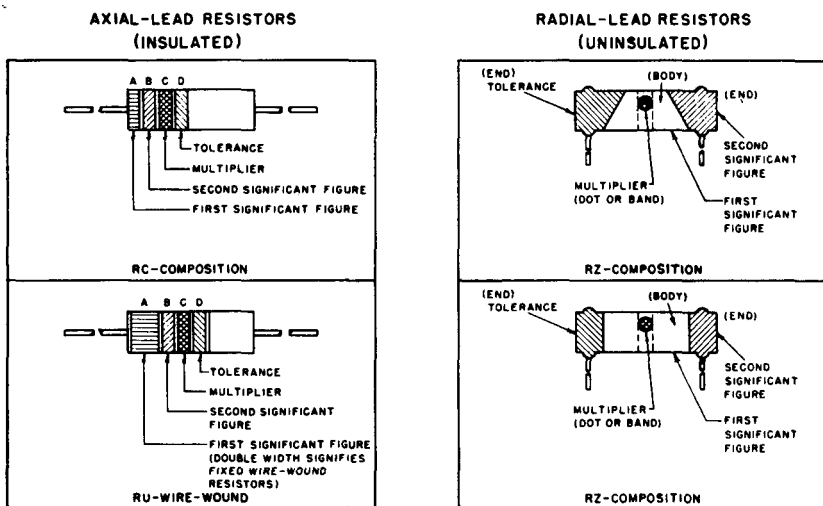 AXIAL-LEAD RESISTORS
(INSULATED)
A B C D
TOLERANCE
MULTIPLIER
SECOND SIGNIFICANT FIGURE
FIRST SIGNIFICANT FIGURE
RC-COMPOSITION
A B C D
TOLERANCE
MULTIPLIER
SECOND SIGNIFICANT
FIGURE
FIRST SIGNIFICANT FIGURE
(DOUBLE WIDTH SIGNIFIES
FIXED WIRE-WOUND
RESISTORS)
RU-WIRE-WOUND
RADIAL-LEAD RESISTORS
(UNINSULATED)
(END)
TOLERANCE
(BODY)
(END)
SECOND
SIGNIFICANT
FIGURE
MULTIPLIER
(DOT OR BAND)
FIRST
SIGNIFICANT
FIGURE
RZ-COMPOSITION
(END)
TOLERANCE
(BODY)
(END)
SECOND
SIGNIFICANT
FIGURE
MULTIPLIER
(DOT OR BAND)
FIRST
SIGNIFICANT
FIGURE
RZ-COMPOSITION